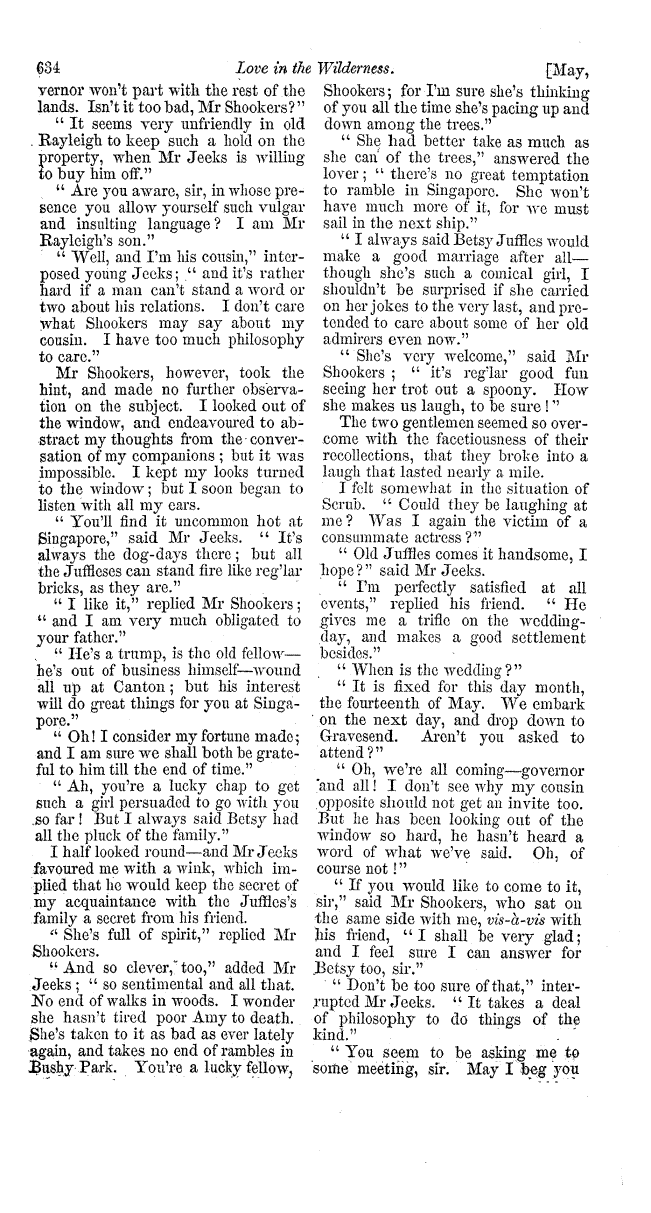 634
Love in the Wilderness.
[May,
vernor won't part with the rest of the
lands. Isn't it too bad, Mr Shookers?"
" It seems very unfriendly in old
Rayleigh to keep such a hold on the
property, when Mr Jeeks is willing
to buy him off."
" Are you aware, sir, in whose pre-
sence you allow yourself such vulgar
and insulting language? I am Mr
Rayleigh's son."
" Well, and I'm his cousin," inter-
posed young Jeeks; " and it's rather
hard if a man can't stand a word or
two about his relations. I don't care
what Shookers may say about my
cousin. I have too much philosophy
to care."
Mr Shookers, however, took the
hint, and made no further observa-
tion on the subject. I looked out of
the window, and endeavoured to ab-
stract my thoughts from the conver-
sation of my companions; but it was
impossible. I kept my looks turned
to the window; but I soon began to
listen with all my ears.
" You'll find it uncommon hot at
Singapore," said Mr Jeeks. " It's
always the dog-days there; but all
the Juffleses can stand fire like reg'lar
bricks, as they are."
" I like it," replied Mr Shookers;
" and I am very much obligated to
your father."
" He's a trump, is the old fellow—
he's out of business himself—wound
all up at Canton; but his interest
will do great things for you at Singa-
pore."
" Oh! I consider my fortune made;
and I am sure we shall both be grate-
ful to him till the end of time."
" Ah, you're a lucky chap to get
such a girl persuaded to go with you
so far! But I always said Betsy had
all the pluck of the family."
I half looked round—and Mr Jeeks
favoured me with a wink, which im-
plied that he would keep the secret of
my acquaintance with the Juffles's
family a secret from his friend.
" She's full of spirit," replied Mr
Shookers.
" And so clever, too," added Mr
Jeeks; " so sentimental and all that.
No end of walks in woods. I wonder
she hasn't tired poor Amy to death.
She's taken to it as bad as ever lately
again, and takes no end of rambles in
Bushy Park. You're a lucky fellow,
Shookers; for I'm sure she's thinking
of you all the time she's pacing up and
down among the trees."
" She had better take as much as
she can of the trees," answered the
lover; " there's no great temptation
to ramble in Singapore. She won't
have much more of it, for we must
sail in the next ship."
" I always said Betsy Juffles would
make a good marriage after all—
though she's such a comical girl, I
shouldn't be surprised if she carried
on her jokes to the very last, and pre-
tended to care about some of her old
admirers even now."
" She's very welcome," said Mr
Shookers; " it's reg'lar good fun
seeing her trot out a spoony. How
she makes us laugh, to be sure!"
The two gentlemen seemed so over-
come with the facetiousness of their
recollections, that they broke into a
laugh that lasted nearly a mile.
I felt somewhat in the situation of
Scrub. " Could they be laughing at
me? Was I again the victim of a
consummate actress?"
" Old Juffles comes it handsome, I
hope?" said Mr Jeeks.
" I'm perfectly satisfied at all
events," replied his friend. " He
gives me a trifle on the wedding-
day, and makes a good settlement
besides."
" When is the wedding?"
" It is fixed for this day month,
the fourteenth of May. We embark
on the next day, and drop down to
Gravesend. Aren't you asked to
attend?"
" Oh, we're all coming—governor
and all! I don't see why my cousin
opposite should not get an invite too.
But he has been looking out of the
window so hard, he hasn't heard a
word of what we've said. Oh, of
course not!"
" If you would like to come to it,
sir," said Mr Shookers, who sat on
the same side with me, vis-à-vis with
his friend, " I shall be very glad;
and I feel sure I can answer for
Betsy too, sir."
" Don't be too sure of that," inter-
rupted Mr Jeeks. " It takes a deal
of philosophy to do things of the
kind."
" You seem to be asking me to
some meeting, sir. May I beg you